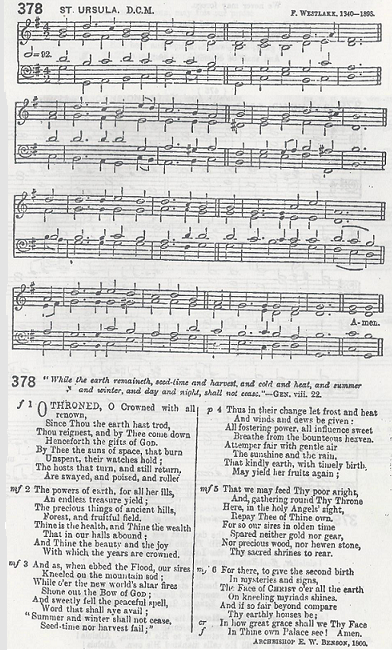 378 ST. URSULA. D.C.M. F. WESTLAKE, 1840—1898.
=92.
A-men.
378 "While the earth remaineth, seed-time and harvest, and cold and heat, and summer
and winter, and day and night, shall not cease."—GEN. viii. 22.
f 1 O THRONED, O Crowned with all
renown,
Since Thou the earth hast trod,
Thou reignest, and by Thee come down
Henceforth the gifts of God.
By Thee the suns of space, that burn
Unspent, their watches hold;
The hosts that turn, and still return,
Are swayed, and poised, and rolled
mf 2 The powers of earth, for all her ills,
An endless treasure yield;
The precious things of ancient hills,
Forest, and fruitful field.
Thine is the health, and Thine the wealth
That in our halls abound;
And Thine the beauty and the joy
With which the years are crowned.
mf 3 And as, when ebbed the Flood, our sires
Kneeled on the mountain sod;
While o'er the new world's altar fires
Shone out the Bow of God;
And sweetly fell the peaceful spell,
Word that shall aye avail;
"Summer and winter shall not cease,
Seed-time nor harvest fail;"
p 4 Thus in their change let frost and heat
And winds and dews be given:
All fostering power, all influence sweet
Breathe from the bounteous heaven.
Attemper fair with gentle air
The sunshine and the rain,
That kindly earth, with timely birth,
May yield her fruits again;
mf 5 That we may feed Thy poor aright,
And, gathering round Thy Throne
Here, in the holy Angels' sight,
Repay Thee of Thine own.
For so our sires in olden time
Spared neither gold nor gear,
Nor precious wood, nor hewen stone,
Thy sacred shrines to rear.
mf 6 For there, to give the second birth
In mysteries and signs,
The Face of CHRIST o'er all the earth
On kneeling myriads shines.
And if so fair beyond compare
Thy earthly houses be;
cr In how great grace shall we Thy Face
f In Thine own Palace see! Amen.
ARCHBISHOP E. W. BENSON, 1860.